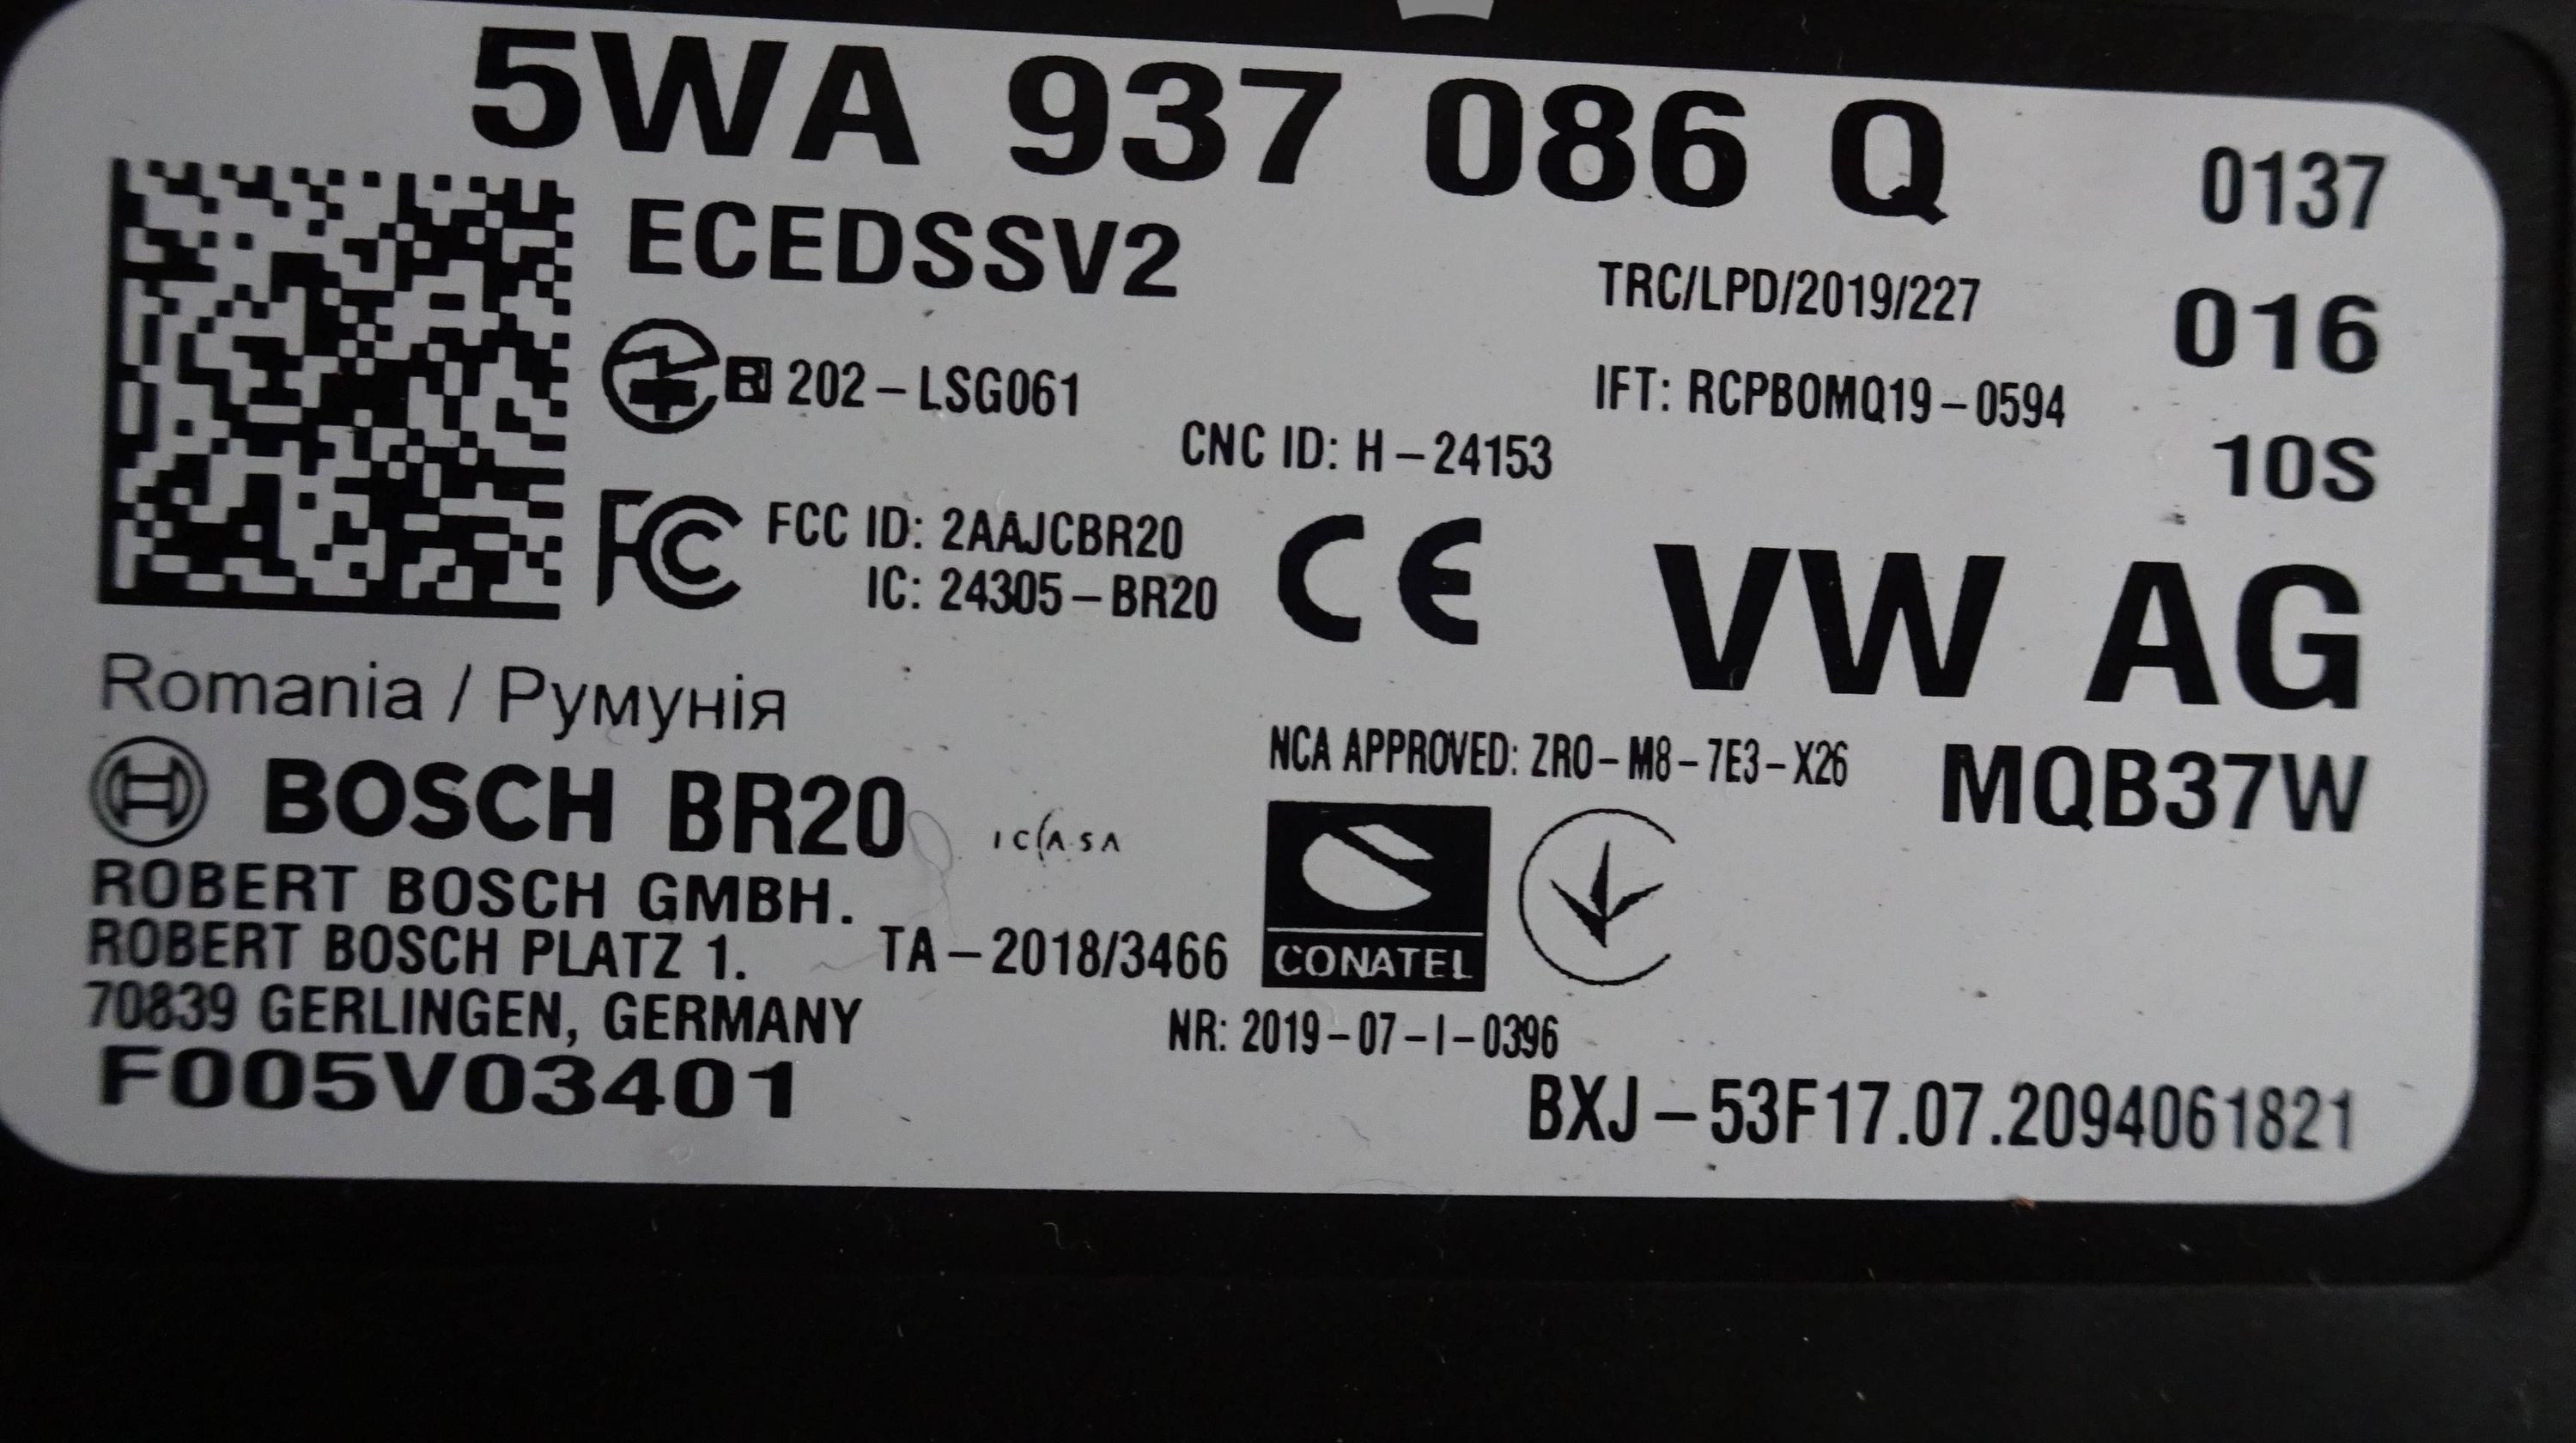 5WA 937 086 Q
0137
ECEDSSV2
TRC/LPD/2019/227
016
R 202-LSG061
IFT: RCPBOMQ19-0594
CNC ID: H-24153
10S
FC FCC ID: 2AAJCBR20
IC: 24305-BR20
CE
VW AG
Romania / Румунія
NCA APPROVED: ZRO-M8-7E3-X26
MQB37W
BOSCH BR20
ICASA
ROBERT BOSCH GMBH.
ROBERT BOSCH PLATZ 1.
TA-2018/3466
CONATEL
70839 GERLINGEN, GERMANY
NR: 2019-07-I-0396
F005V03401
BXJ-53F17.07.2094061821